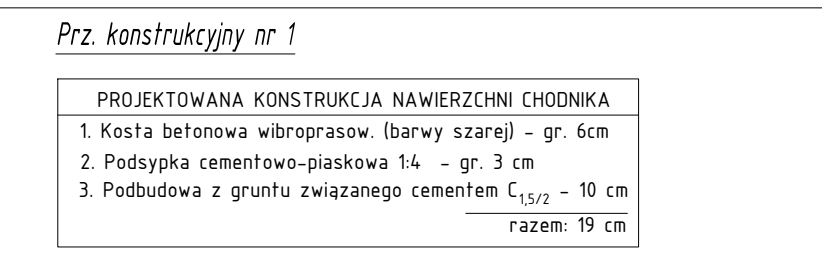 Prz. konstrukcyjny nr 1
PROJEKTOWANA KONSTRUKCJA NAWIERZCHNI CHODNIKA
1. Kosta betonowa wibroprasow. (barwy szarej) - gr. 6cm
2. Podsypka cementowo-piaskowa 1:4 - gr. 3 cm
3. Podbudowa z gruntu związanego cementem C1,5/2 - 10 cm
razem: 19 cm